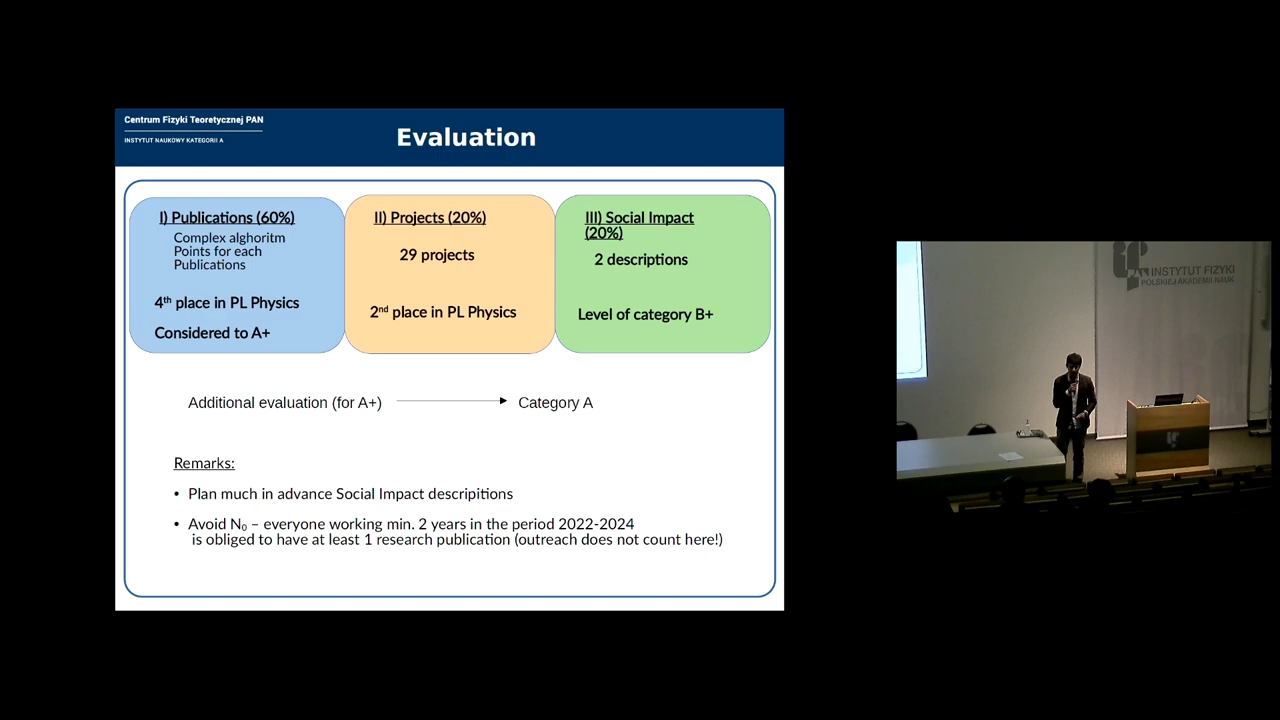 Centrum Fizyki Teoretycznej PAN
INSTYTUT NAUKOWY KATEGORII A
Evaluation
I) Publications (60%)
Complex alghoritm
Points for each
Publications
4th place in PL Physics
Considered to A+
II) Projects (20%)
29 projects
2nd place in PL Physics
III) Social Impact
(20%)
2 descriptions
Level of category B+
Additional evaluation (for A+)
Category A
Remarks:
• Plan much in advance Social Impact descripitions
• Avoid N₀ – everyone working min. 2 years in the period 2022-2024
is obliged to have at least 1 research publication (outreach does not count here!)
INSTYTUT FIZYKI
POLSKIEJ AKADEMII NAUK